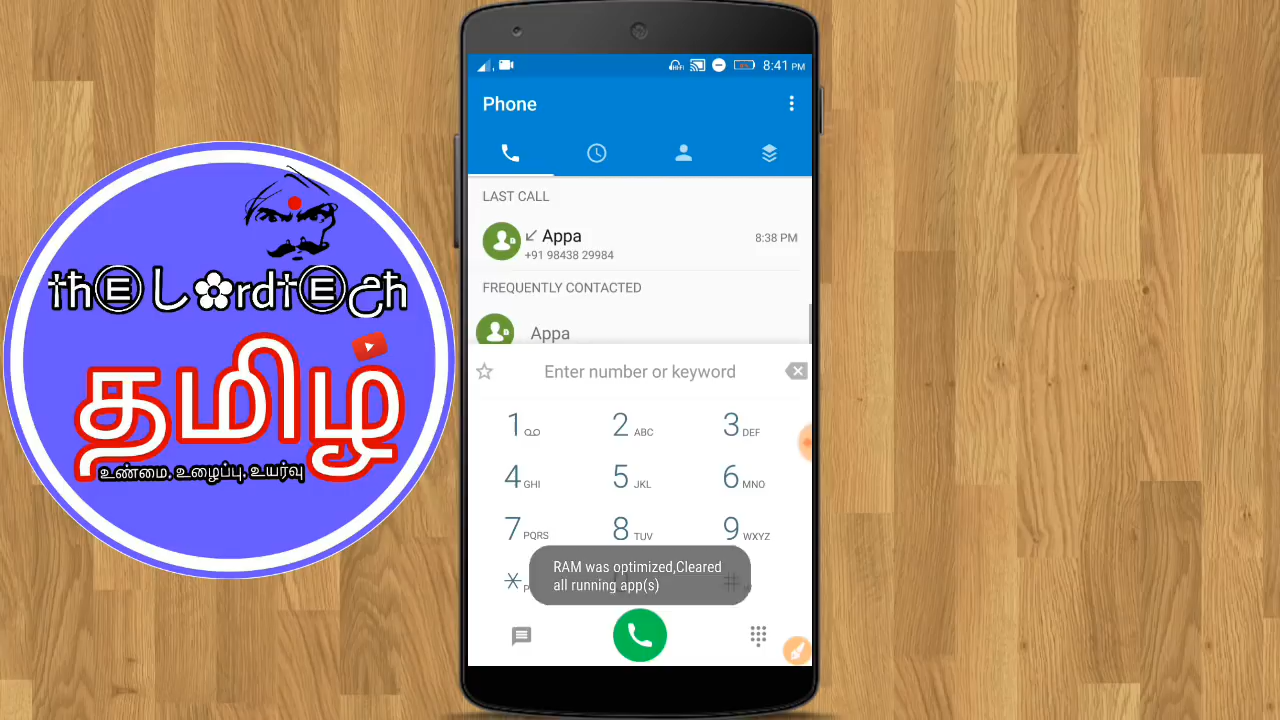 thE LordtEch
தமிழ்
உண்மை, உழைப்பு, உயர்வு
8:41 PM
Phone
LAST CALL
Appa
8:38 PM
+91 98438 29984
FREQUENTLY CONTACTED
Appa
Enter number or keyword
1
2 ABC
3 DEF
4 GHI
5 JKL
6 MNO
7 PQRS
8 TUV
9 WXYZ
* #
RAM was optimized,Cleared
all running app(s)